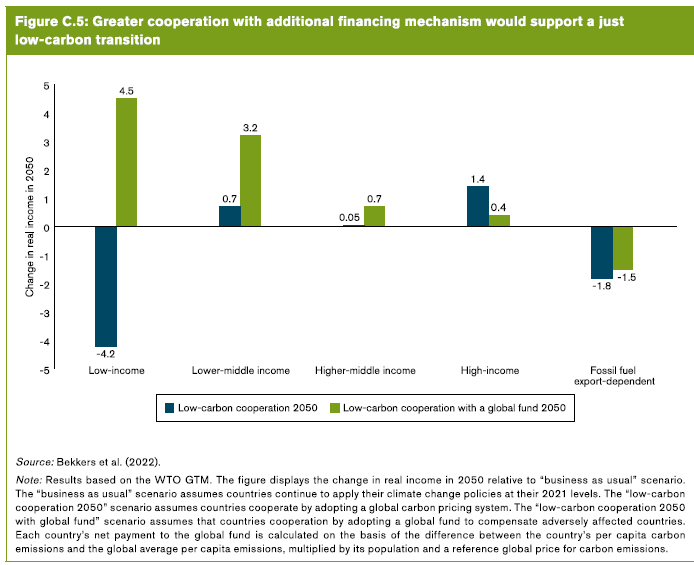 Figure C.5: Greater cooperation with additional financing mechanism would support a just
low-carbon transition
Change in real income in 2050
5
4
3
2
1
0
-1
-2
-3
-4
-5
4.5
-4.2
0.7
3.2
0.05
0.7
1.4
0.4
-1.8
-1.5
Low-income
Lower-middle income
Higher-middle income
High-income
Fossil fuel
export-dependent
Low-carbon cooperation 2050
Low-carbon cooperation with a global fund 2050
Source: Bekkers et al. (2022).
Note: Results based on the WTO GTM. The figure displays the change in real income in 2050 relative to “business as usual” scenario.
The “business as usual” scenario assumes countries continue to apply their climate change policies at their 2021 levels. The “low-carbon
cooperation 2050” scenario assumes countries cooperate by adopting a global carbon pricing system. The “low-carbon cooperation 2050
with global fund” scenario assumes that countries cooperation by adopting a global fund to compensate adversely affected countries.
Each country’s net payment to the global fund is calculated on the basis of the difference between the country’s per capita carbon
emissions and the global average per capita emissions, multiplied by its population and a reference global price for carbon emissions.